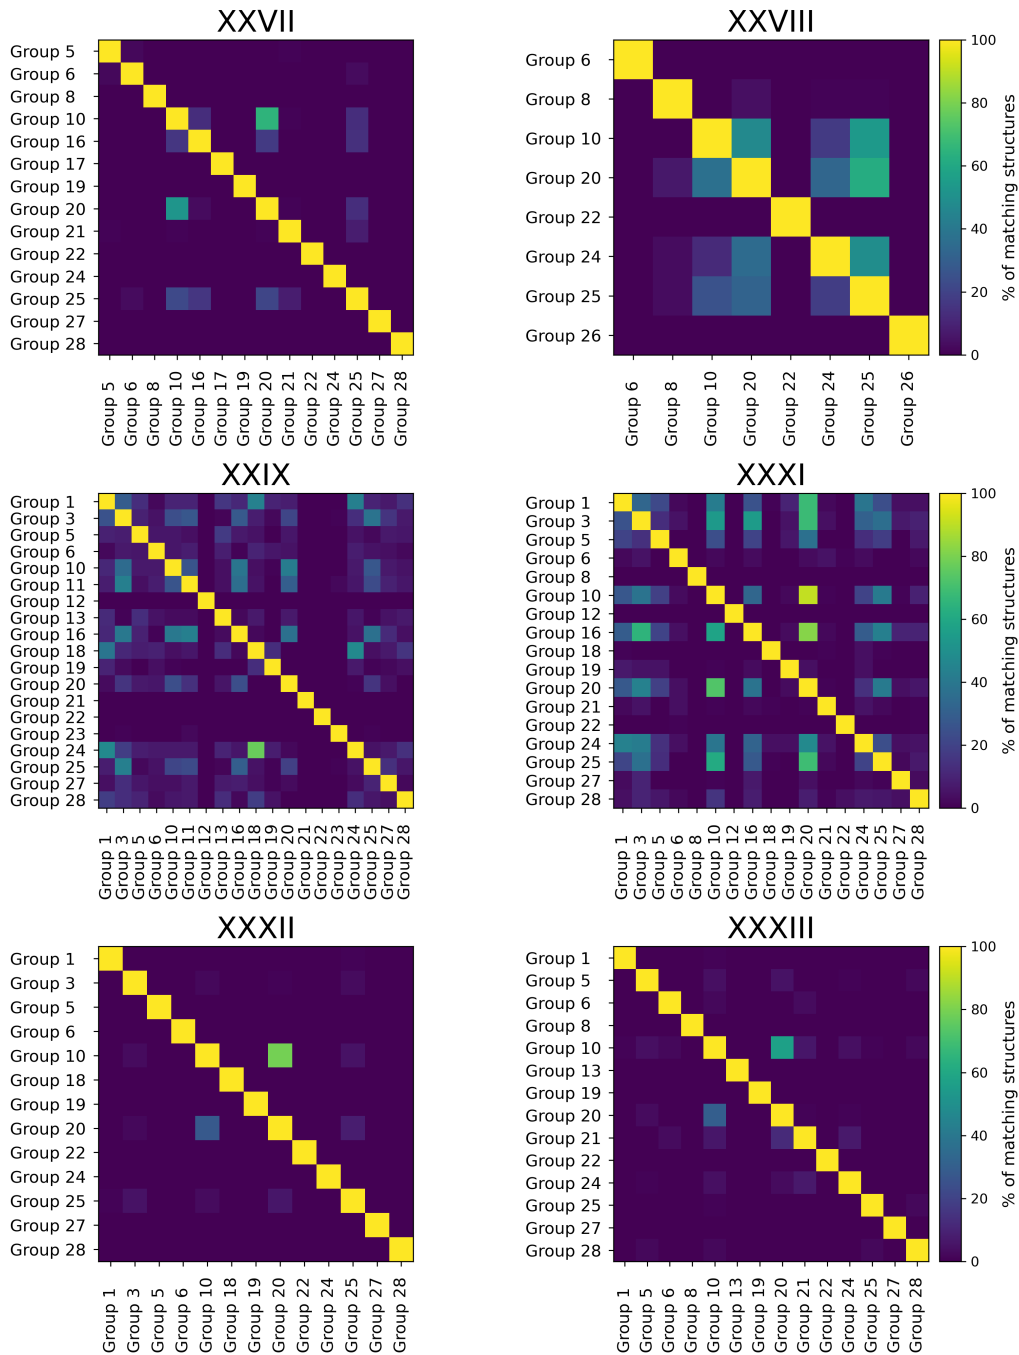 XXVII
Group 5
Group 6
Group 8
Group 10
Group 16
Group 17
Group 19
Group 20
Group 21
Group 22
Group 24
Group 25
Group 27
Group 28
Group 5
Group 6
Group 8
Group 10
Group 16
Group 17
Group 19
Group 20
Group 21
Group 22
Group 24
Group 25
Group 27
Group 28
XXVIII
Group 6
Group 8
Group 10
Group 20
Group 22
Group 24
Group 25
Group 26
Group 6
Group 8
Group 10
Group 20
Group 22
Group 24
Group 25
Group 26
100
80
60
40
20
0
% of matching structures
XXIX
Group 1
Group 3
Group 5
Group 6
Group 10
Group 11
Group 12
Group 13
Group 16
Group 18
Group 19
Group 20
Group 21
Group 22
Group 23
Group 24
Group 25
Group 27
Group 28
Group 1
Group 3
Group 5
Group 6
Group 10
Group 11
Group 12
Group 13
Group 16
Group 18
Group 19
Group 20
Group 21
Group 22
Group 23
Group 24
Group 25
Group 27
Group 28
XXXI
Group 1
Group 3
Group 5
Group 6
Group 8
Group 10
Group 12
Group 16
Group 18
Group 19
Group 20
Group 21
Group 22
Group 24
Group 25
Group 27
Group 28
Group 1
Group 3
Group 5
Group 6
Group 8
Group 10
Group 12
Group 16
Group 18
Group 19
Group 20
Group 21
Group 22
Group 24
Group 25
Group 27
Group 28
100
80
60
40
20
0
% of matching structures
XXXII
Group 1
Group 3
Group 5
Group 6
Group 10
Group 18
Group 19
Group 20
Group 22
Group 24
Group 25
Group 27
Group 28
Group 1
Group 3
Group 5
Group 6
Group 10
Group 18
Group 19
Group 20
Group 22
Group 24
Group 25
Group 27
Group 28
XXXIII
Group 1
Group 5
Group 6
Group 8
Group 10
Group 13
Group 19
Group 20
Group 21
Group 22
Group 24
Group 25
Group 27
Group 28
Group 1
Group 5
Group 6
Group 8
Group 10
Group 13
Group 19
Group 20
Group 21
Group 22
Group 24
Group 25
Group 27
Group 28
100
80
60
40
20
0
% of matching structures